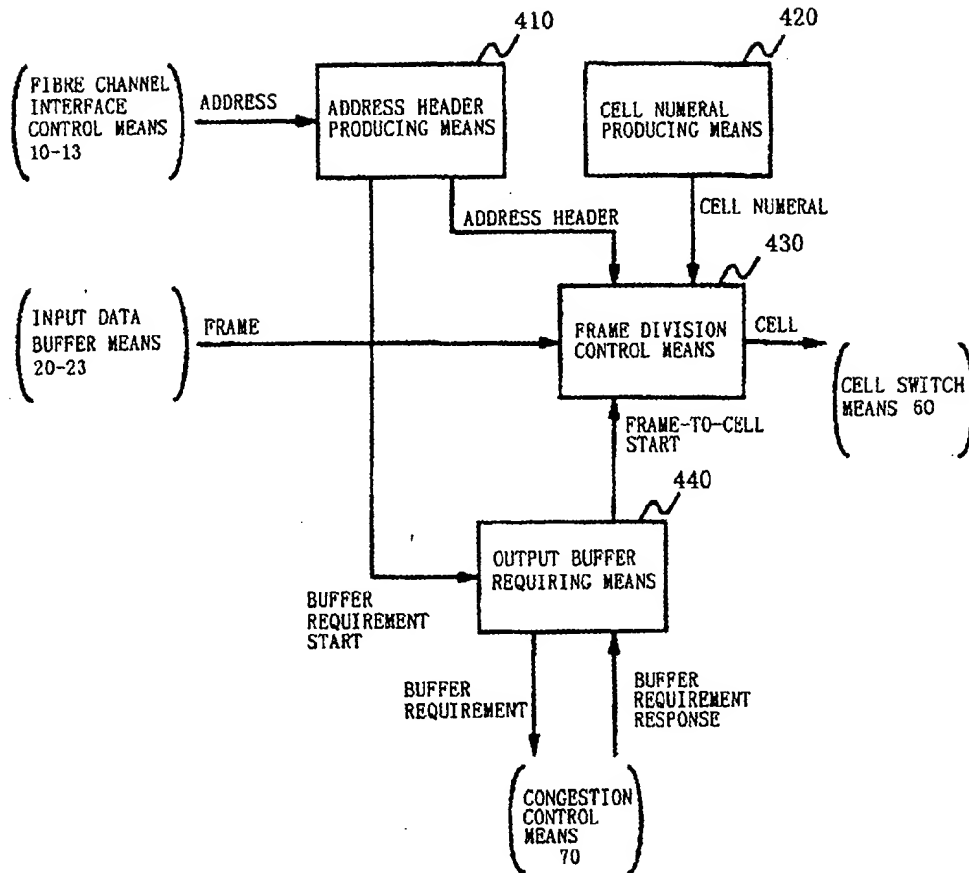 410
420
FIBRE CHANNEL
INTERFACE
CONTROL MEANS
10-13
ADDRESS
ADDRESS HEADER
PRODUCING MEANS
CELL NUMERAL
PRODUCING MEANS
ADDRESS HEADER
CELL NUMERAL
430
INPUT DATA
BUFFER MEANS
20-23
FRAME
FRAME DIVISION
CONTROL MEANS
CELL
CELL SWITCH
MEANS 60
FRAME-TO-CELL
START
440
OUTPUT BUFFER
REQUIRING MEANS
BUFFER
REQUIREMENT
START
BUFFER
REQUIREMENT
BUFFER
REQUIREMENT
RESPONSE
CONGESTION
CONTROL
MEANS
70